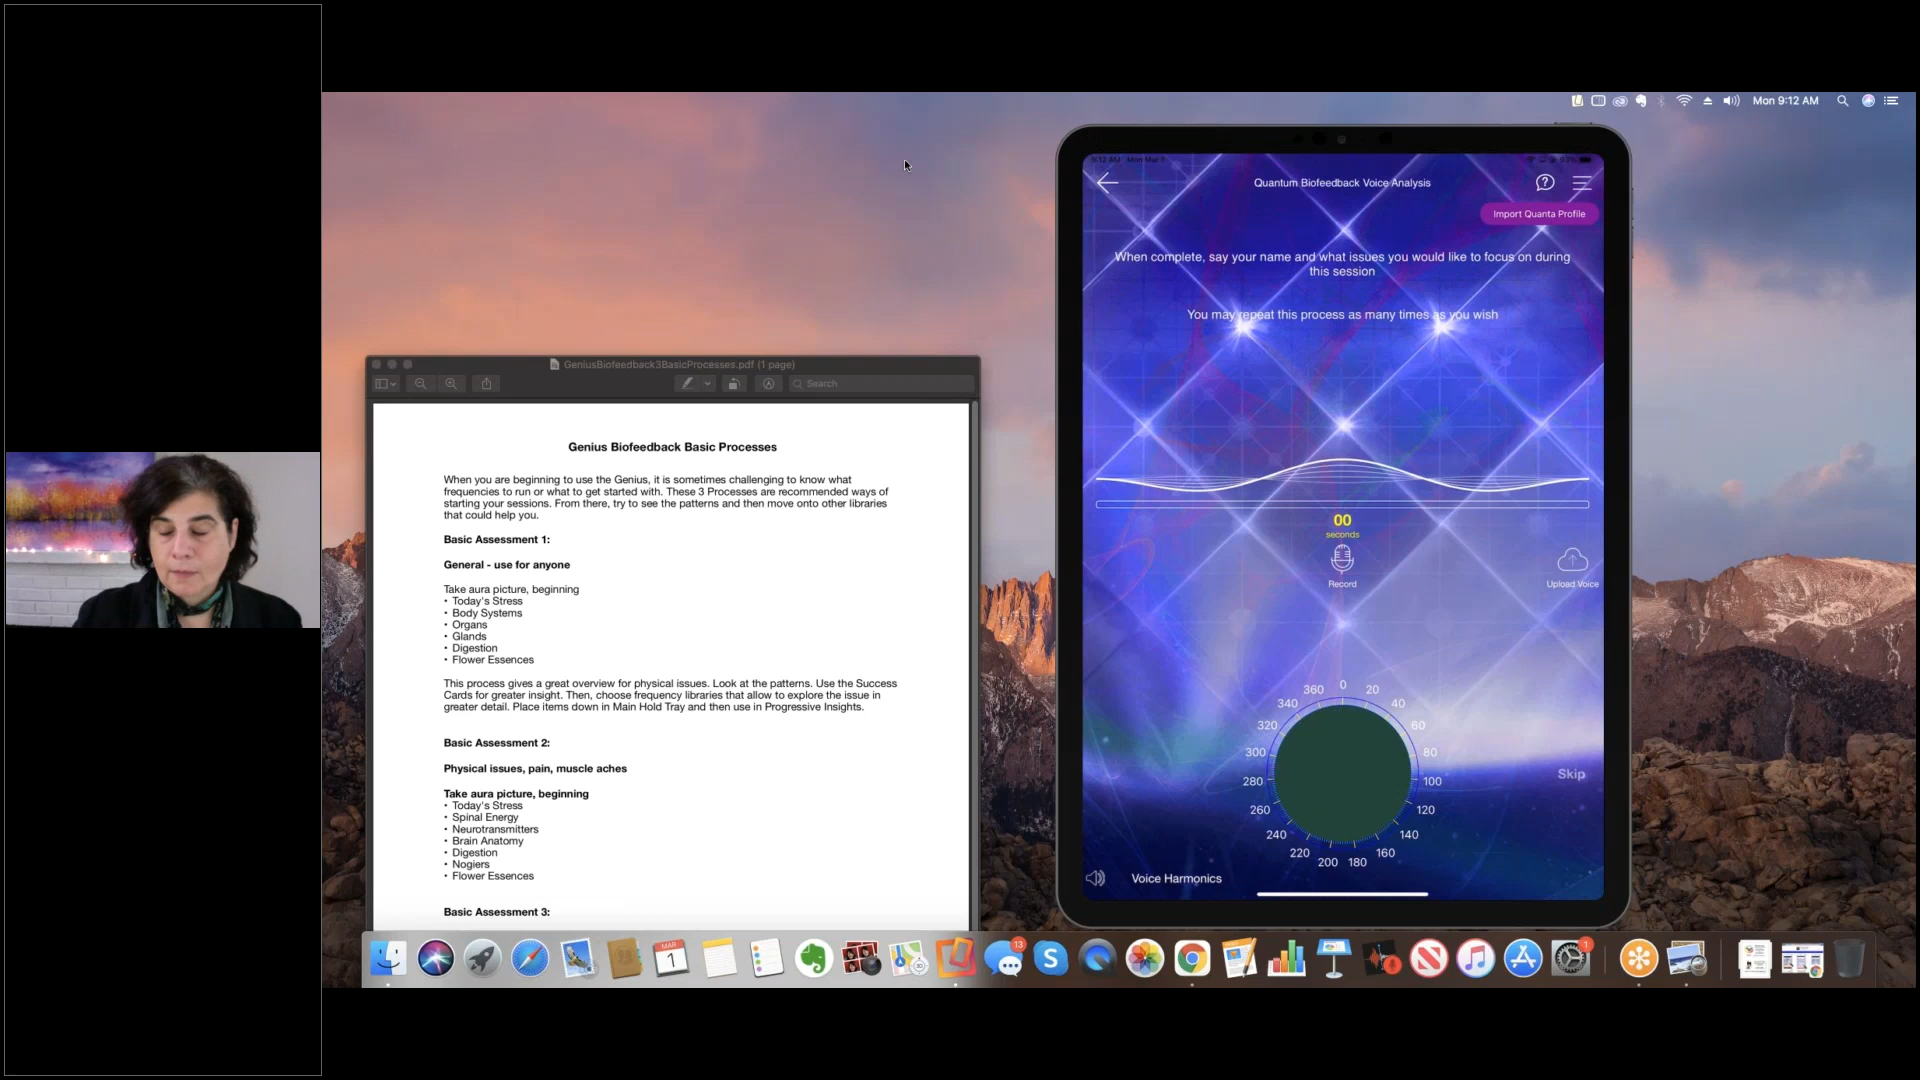 Mon 9:12 AM
9:12 AM Mon Mar 1
93%
Quantum Biofeedback Voice Analysis
Import Quanta Profile
When complete, say your name and what issues you would like to focus on during
this session
You may repeat this process as many times as you wish
00
seconds
Record
Upload Voice
0
20
40
60
80
100
120
140
160
180
200
220
240
260
280
300
320
340
360
Skip
Voice Harmonics
GeniusBiofeedback3BasicProcesses.pdf (1 page)
Search
Genius Biofeedback Basic Processes
When you are beginning to use the Genius, it is sometimes challenging to know what
frequencies to run or what to get started with. These 3 Processes are recommended ways of
starting your sessions. From there, try to see the patterns and then move onto other libraries
that could help you.
Basic Assessment 1:
General - use for anyone
Take aura picture, beginning
• Today's Stress
• Body Systems
• Organs
• Glands
• Digestion
• Flower Essences
This process gives a great overview for physical issues. Look at the patterns. Use the Success
Cards for greater insight. Then, choose frequency libraries that allow to explore the issue in
greater detail. Place items down in Main Hold Tray and then use in Progressive Insights.
Basic Assessment 2:
Physical issues, pain, muscle aches
Take aura picture, beginning
• Today's Stress
• Spinal Energy
• Neurotransmitters
• Brain Anatomy
• Digestion
• Nogiers
• Flower Essences
Basic Assessment 3:
MAR
1
13
1